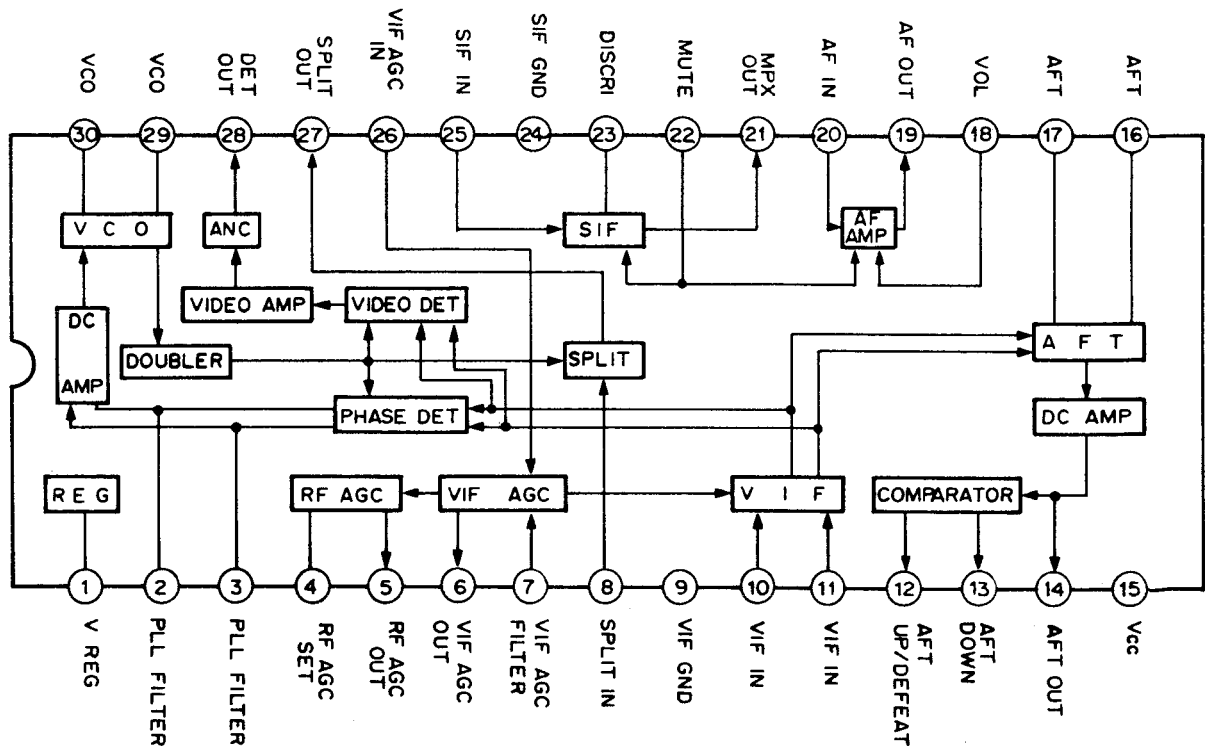 VCO
VCO
DET
OUT
SPLIT
OUT
VIF AGC
IN
SIF IN
SIF GND
DISCRI
MUTE
MPX
OUT
AF IN
AF OUT
VOL
AFT
AFT
30
29
28
27
26
25
24
23
22
21
20
19
18
17
16
VCO
ANC
SIF
AF
AMP
VIDEO AMP
VIDEO DET
DC
AMP
DOUBLER
SPLIT
AFT
PHASE DET
DC AMP
REG
RF AGC
VIF AGC
VIF
COMPARATOR
1
2
3
4
5
6
7
8
9
10
11
12
13
14
15
V REG
PLL FILTER
PLL FILTER
RF AGC
SET
RF AGC
OUT
VIF AGC
OUT
VIF AGC
FILTER
SPLIT IN
VIF GND
VIF IN
VIF IN
AFT
UP/DEFEAT
AFT
DOWN
AFT OUT
Vcc